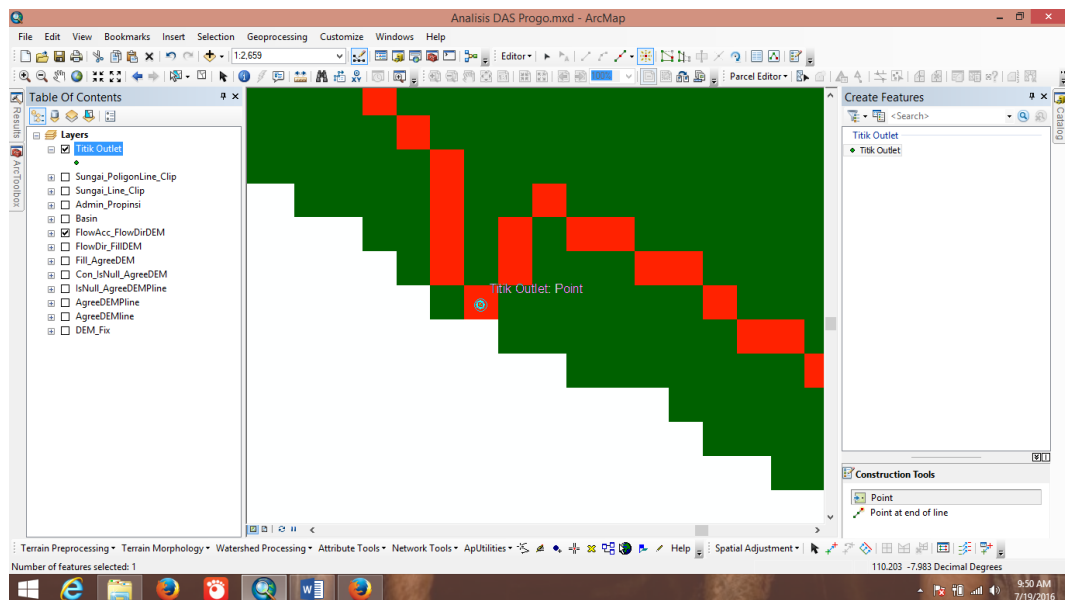 Analisis DAS Progo.mxd - ArcMap
File Edit View Bookmarks Insert Selection Geoprocessing Customize Windows Help
1:2,659 Editor
100% Parcel Editor
Table Of Contents
Layers
Titik Outlet
Sungai_PoligonLine_Clip
Sungai_Line_Clip
Admin_Propinsi
Basin
FlowAcc_FlowDirDEM
FlowDir_FillDEM
Fill_AgreeDEM
Con_IsNull_AgreeDEM
IsNull_AgreeDEMPline
AgreeDEMPline
AgreeDEMline
DEM_Fix
Results
ArcToolbox
Titik Outlet: Point
Create Features
<Search>
Titik Outlet
Titik Outlet
Catalog
Construction Tools
Point
Point at end of line
Terrain Preprocessing Terrain Morphology Watershed Processing Attribute Tools Network Tools ApUtilities Help Spatial Adjustment
Number of features selected: 1 110.203 -7.983 Decimal Degrees
9:50 AM
7/19/2016